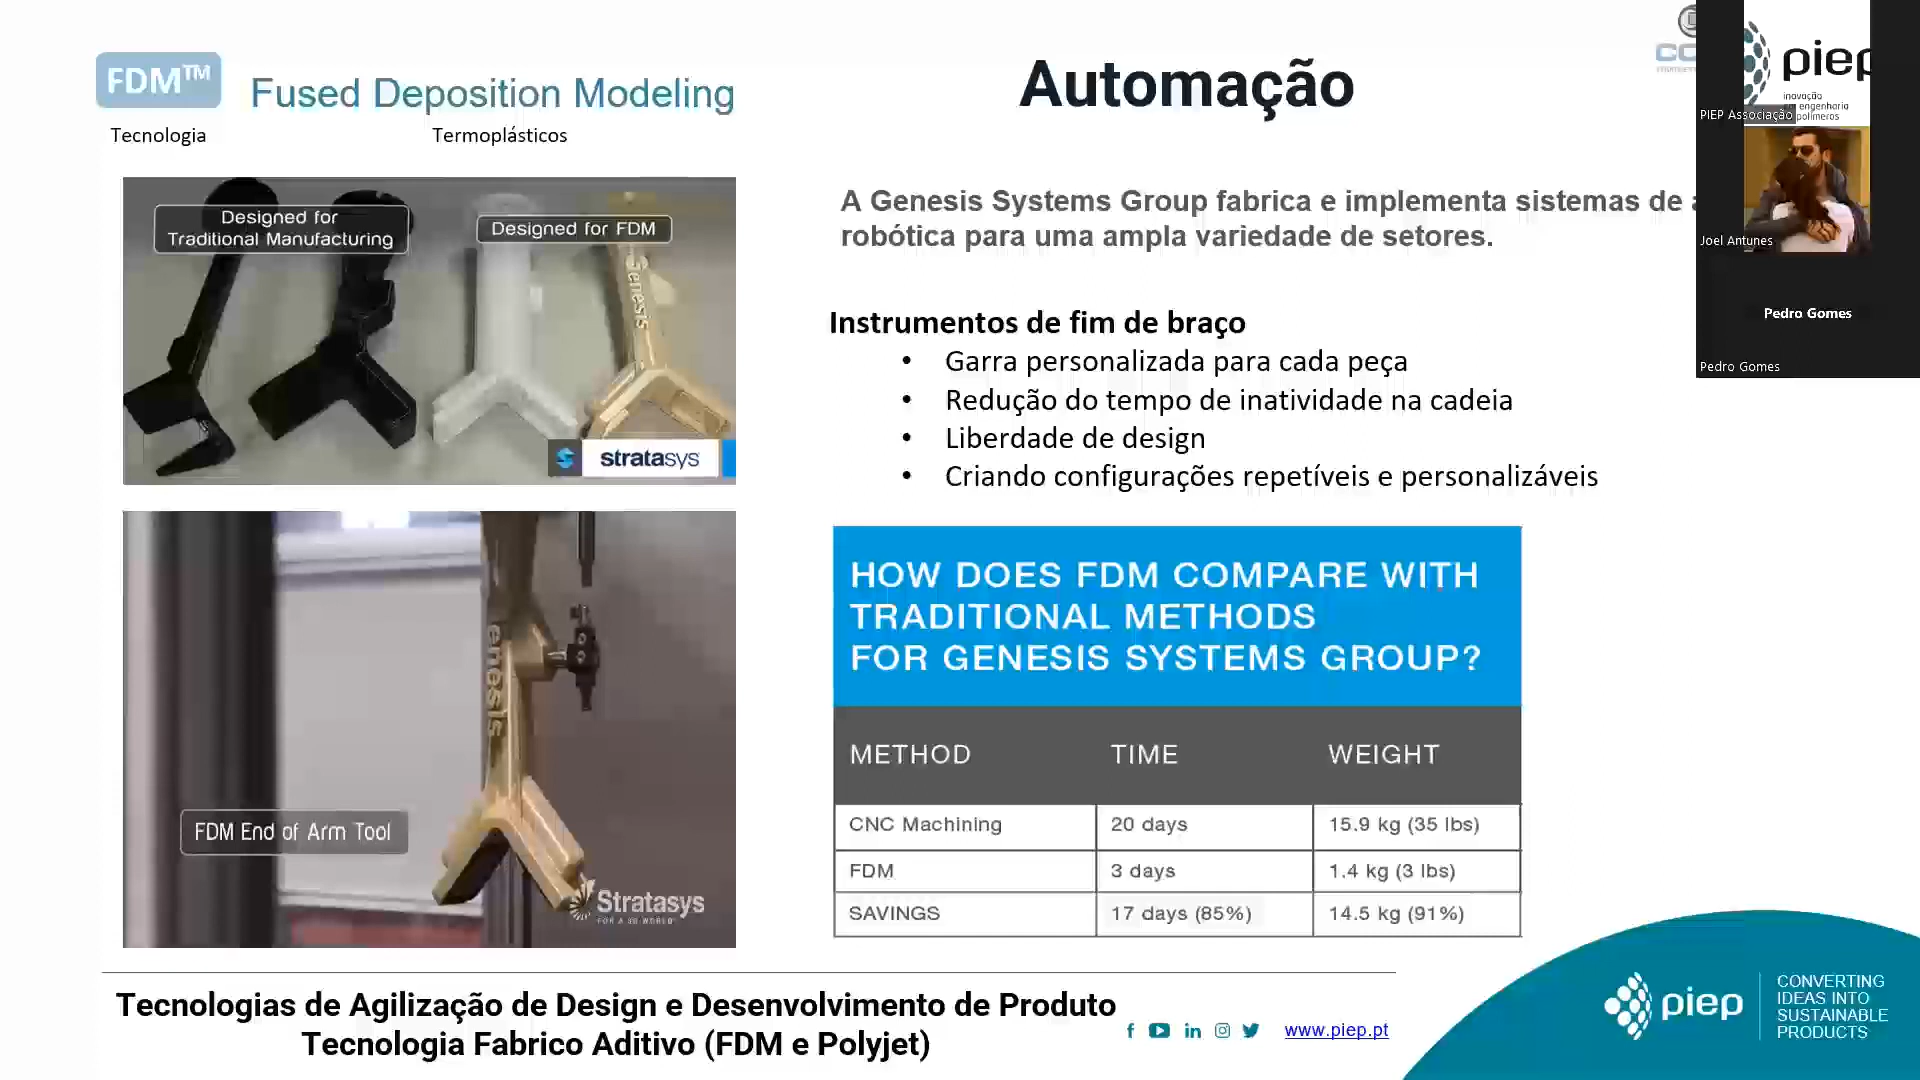 FDM™
Fused Deposition Modeling
Automação
Tecnologia
Termoplásticos
Designed for
Traditional Manufacturing
Designed for FDM
Genesis
stratasys
A Genesis Systems Group fabrica e implementa sistemas de
robótica para uma ampla variedade de setores.
Instrumentos de fim de braço
• Garra personalizada para cada peça
• Redução do tempo de inatividade na cadeia
• Liberdade de design
• Criando configurações repetíveis e personalizáveis
enesis
FDM End of Arm Tool
Stratasys
FOR A 3D WORLD
HOW DOES FDM COMPARE WITH
TRADITIONAL METHODS
FOR GENESIS SYSTEMS GROUP?
METHOD TIME WEIGHT
CNC Machining 20 days 15.9 kg (35 lbs)
FDM 3 days 1.4 kg (3 lbs)
SAVINGS 17 days (85%) 14.5 kg (91%)
piep
inovação
engenharia
polímeros
PIEP Associação
Joel Antunes
Pedro Gomes
Pedro Gomes
Tecnologias de Agilização de Design e Desenvolvimento de Produto
Tecnologia Fabrico Aditivo (FDM e Polyjet)
www.piep.pt
piep
CONVERTING
IDEAS INTO
SUSTAINABLE
PRODUCTS